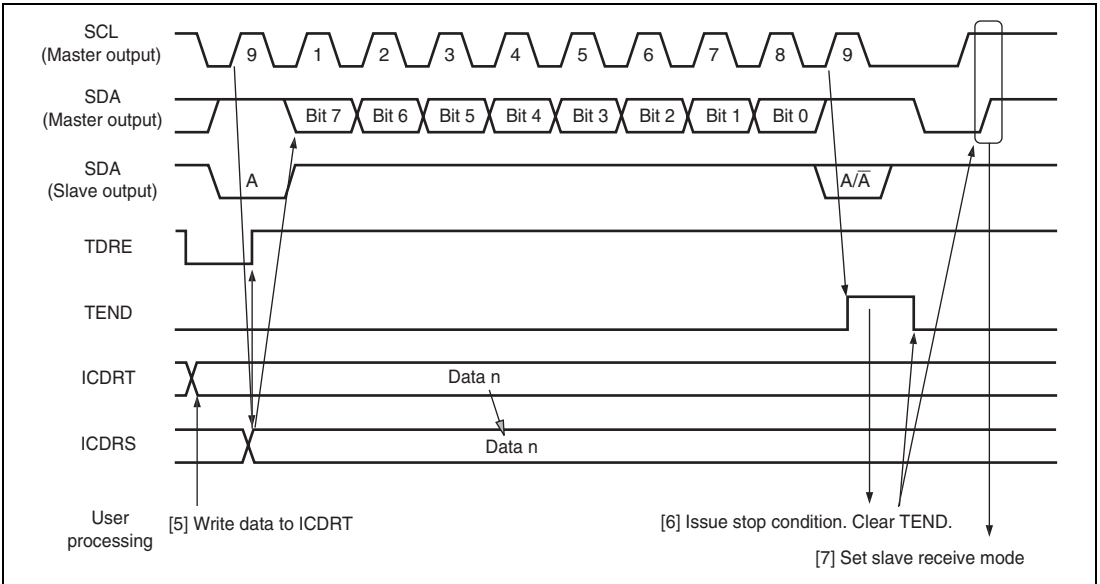 SCL
(Master output)
9 1 2 3 4 5 6 7 8 9
SDA
(Master output)
Bit 7 Bit 6 Bit 5 Bit 4 Bit 3 Bit 2 Bit 1 Bit 0
SDA
(Slave output)
A A/A̅
TDRE
TEND
ICDRT
Data n
ICDRS
Data n
User
processing
[5] Write data to ICDRT
[6] Issue stop condition. Clear TEND.
[7] Set slave receive mode